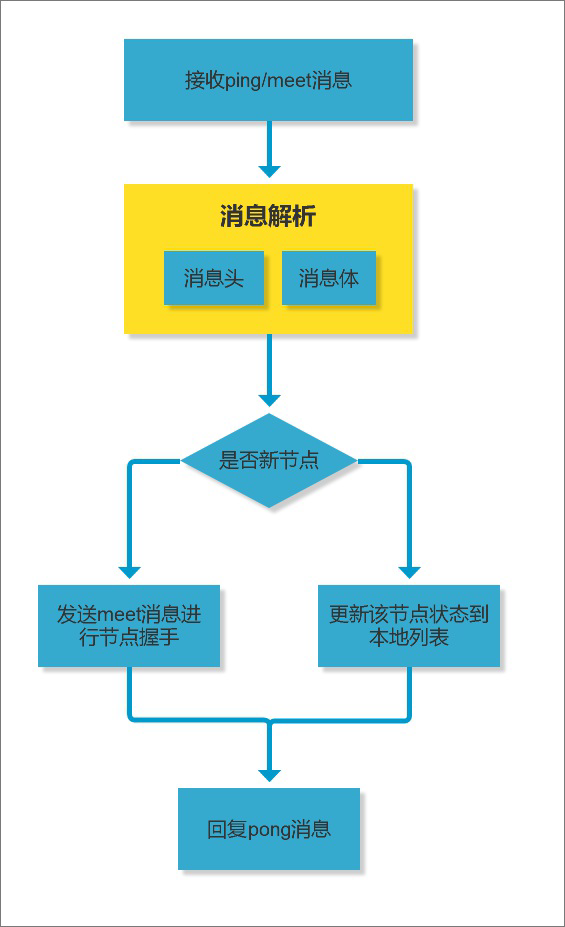 接收ping/meet消息
消息解析
消息头
消息体
是否新节点
发送meet消息进
行节点握手
更新该节点状态到
本地列表
回复pong消息